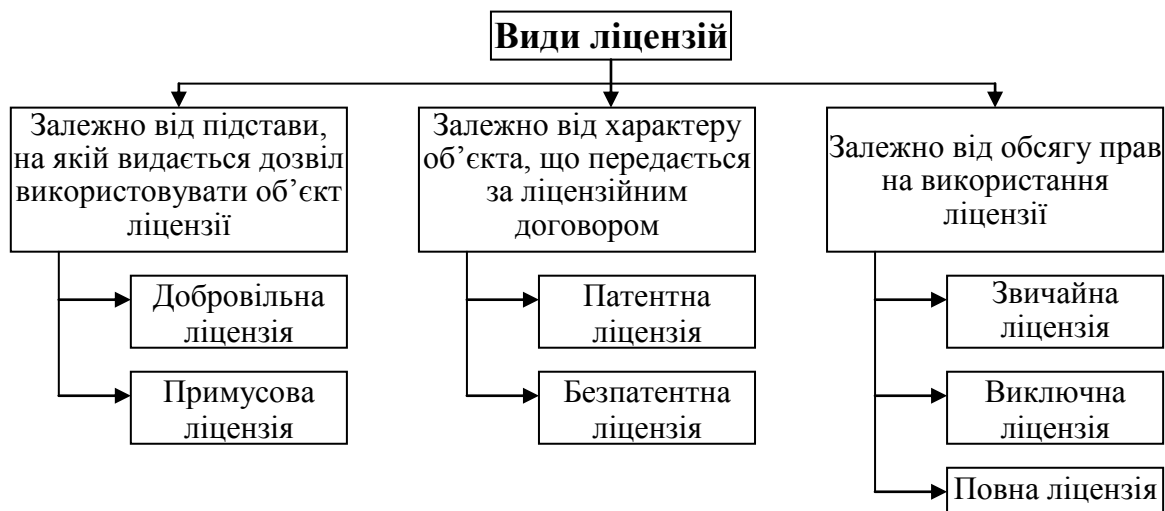 Види ліцензій
Залежно від підстави,
на якій видається дозвіл
використовувати об’єкт
ліцензії
Добровільна
ліцензія
Примусова
ліцензія
Залежно від характеру
об’єкта, що передається
за ліцензійним
договором
Патентна
ліцензія
Безпатентна
ліцензія
Залежно від обсягу прав
на використання
ліцензії
Звичайна
ліцензія
Виключна
ліцензія
Повна ліцензія